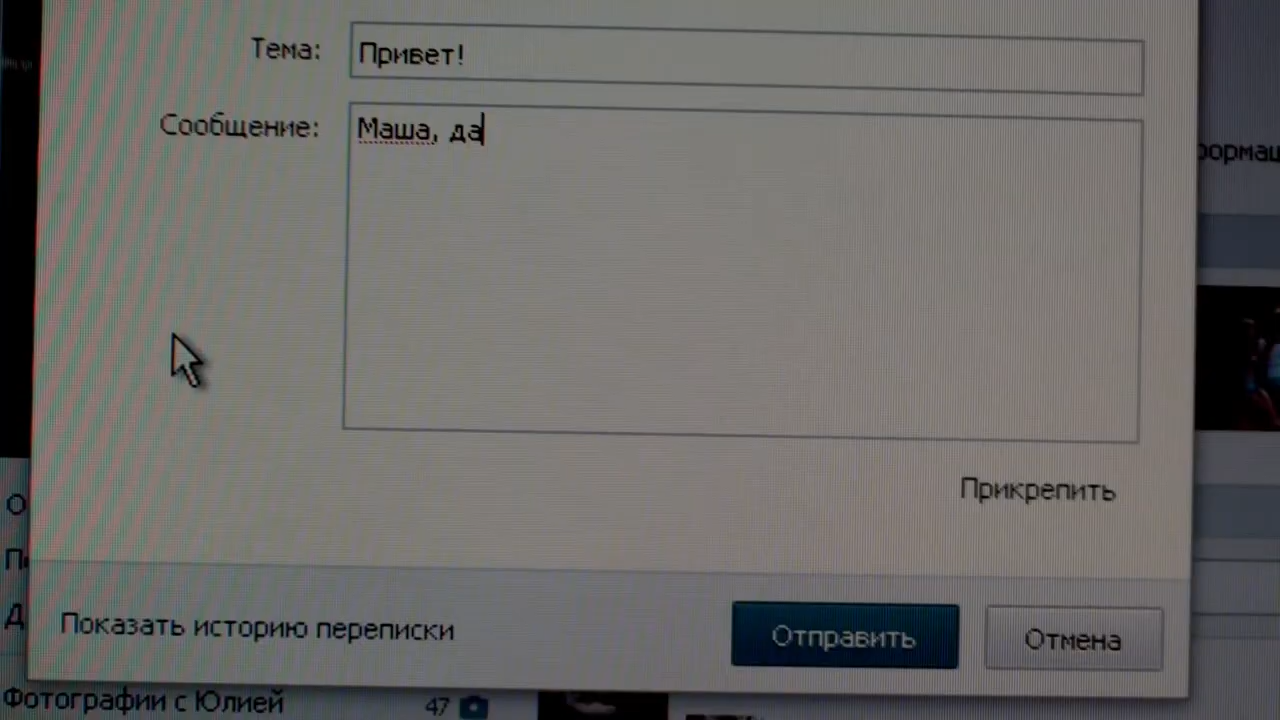 Тема: Привет!
Сообщение: Маша, да
Прикрепить
Показать историю переписки
Отправить Отмена
Фотографии с Юлией 47